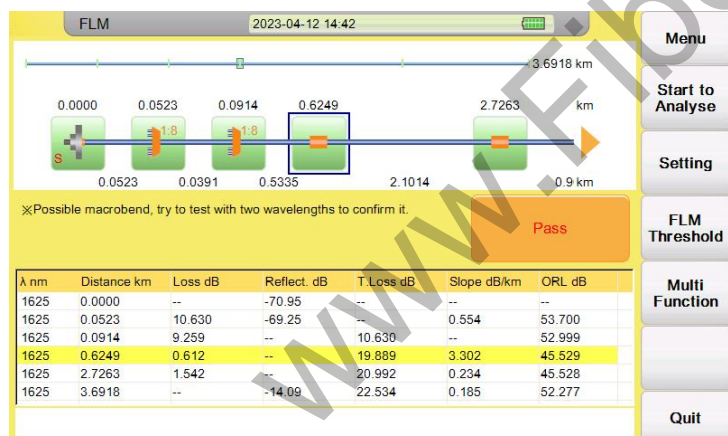 FLM 2023-04-12 14:42
3.6918 km
0.0000 0.0523 0.0914 0.6249 2.7263 km
1:8 1:8
S
0.0523 0.0391 0.5335 2.1014 0.9 km
※Possible macrobend, try to test with two wavelengths to confirm it.
Pass
λ nm Distance km Loss dB Reflect. dB T.Loss dB Slope dB/km ORL dB
1625 0.0000 -- -70.95 -- -- --
1625 0.0523 10.630 -69.25 -- 0.554 53.700
1625 0.0914 9.259 -- 10.630 -- 52.999
1625 0.6249 0.612 -- 19.889 3.302 45.529
1625 2.7263 1.542 -- 20.992 0.234 45.528
1625 3.6918 -- -14.09 22.534 0.185 52.277
Menu
Start to
Analyse
Setting
FLM
Threshold
Multi
Function
Quit
www.Fibe